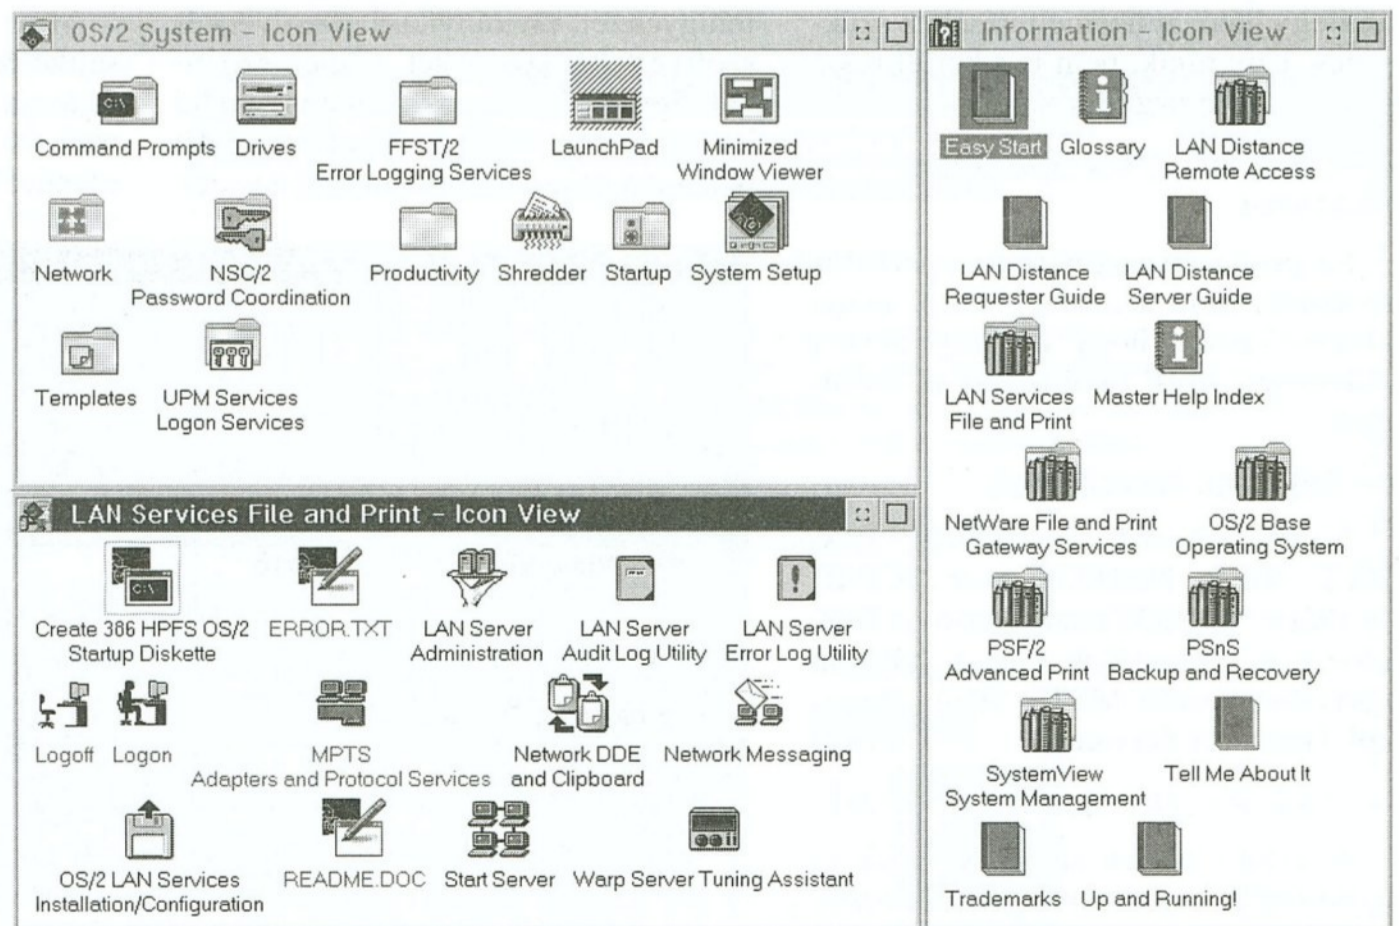 OS/2 System - Icon View
Command Prompts
Drives
FFST/2
Error Logging Services
LaunchPad
Minimized
Window Viewer
Network
NSC/2
Password Coordination
Productivity
Shredder
Startup
System Setup
Templates
UPM Services
Logon Services
LAN Services File and Print - Icon View
Create 386 HPFS OS/2
Startup Diskette
ERROR.TXT
LAN Server
Administration
LAN Server
Audit Log Utility
LAN Server
Error Log Utility
Logoff
Logon
MPTS
Adapters and Protocol Services
Network DDE
and Clipboard
Network Messaging
OS/2 LAN Services
Installation/Configuration
README.DOC
Start Server
Warp Server Tuning Assistant
Information - Icon View
Easy Start
Glossary
LAN Distance
Remote Access
LAN Distance
Requester Guide
LAN Distance
Server Guide
LAN Services
File and Print
Master Help Index
NetWare File and Print
Gateway Services
OS/2 Base
Operating System
PSF/2
Advanced Print
PSnS
Backup and Recovery
SystemView
System Management
Tell Me About It
Trademarks
Up and Running!